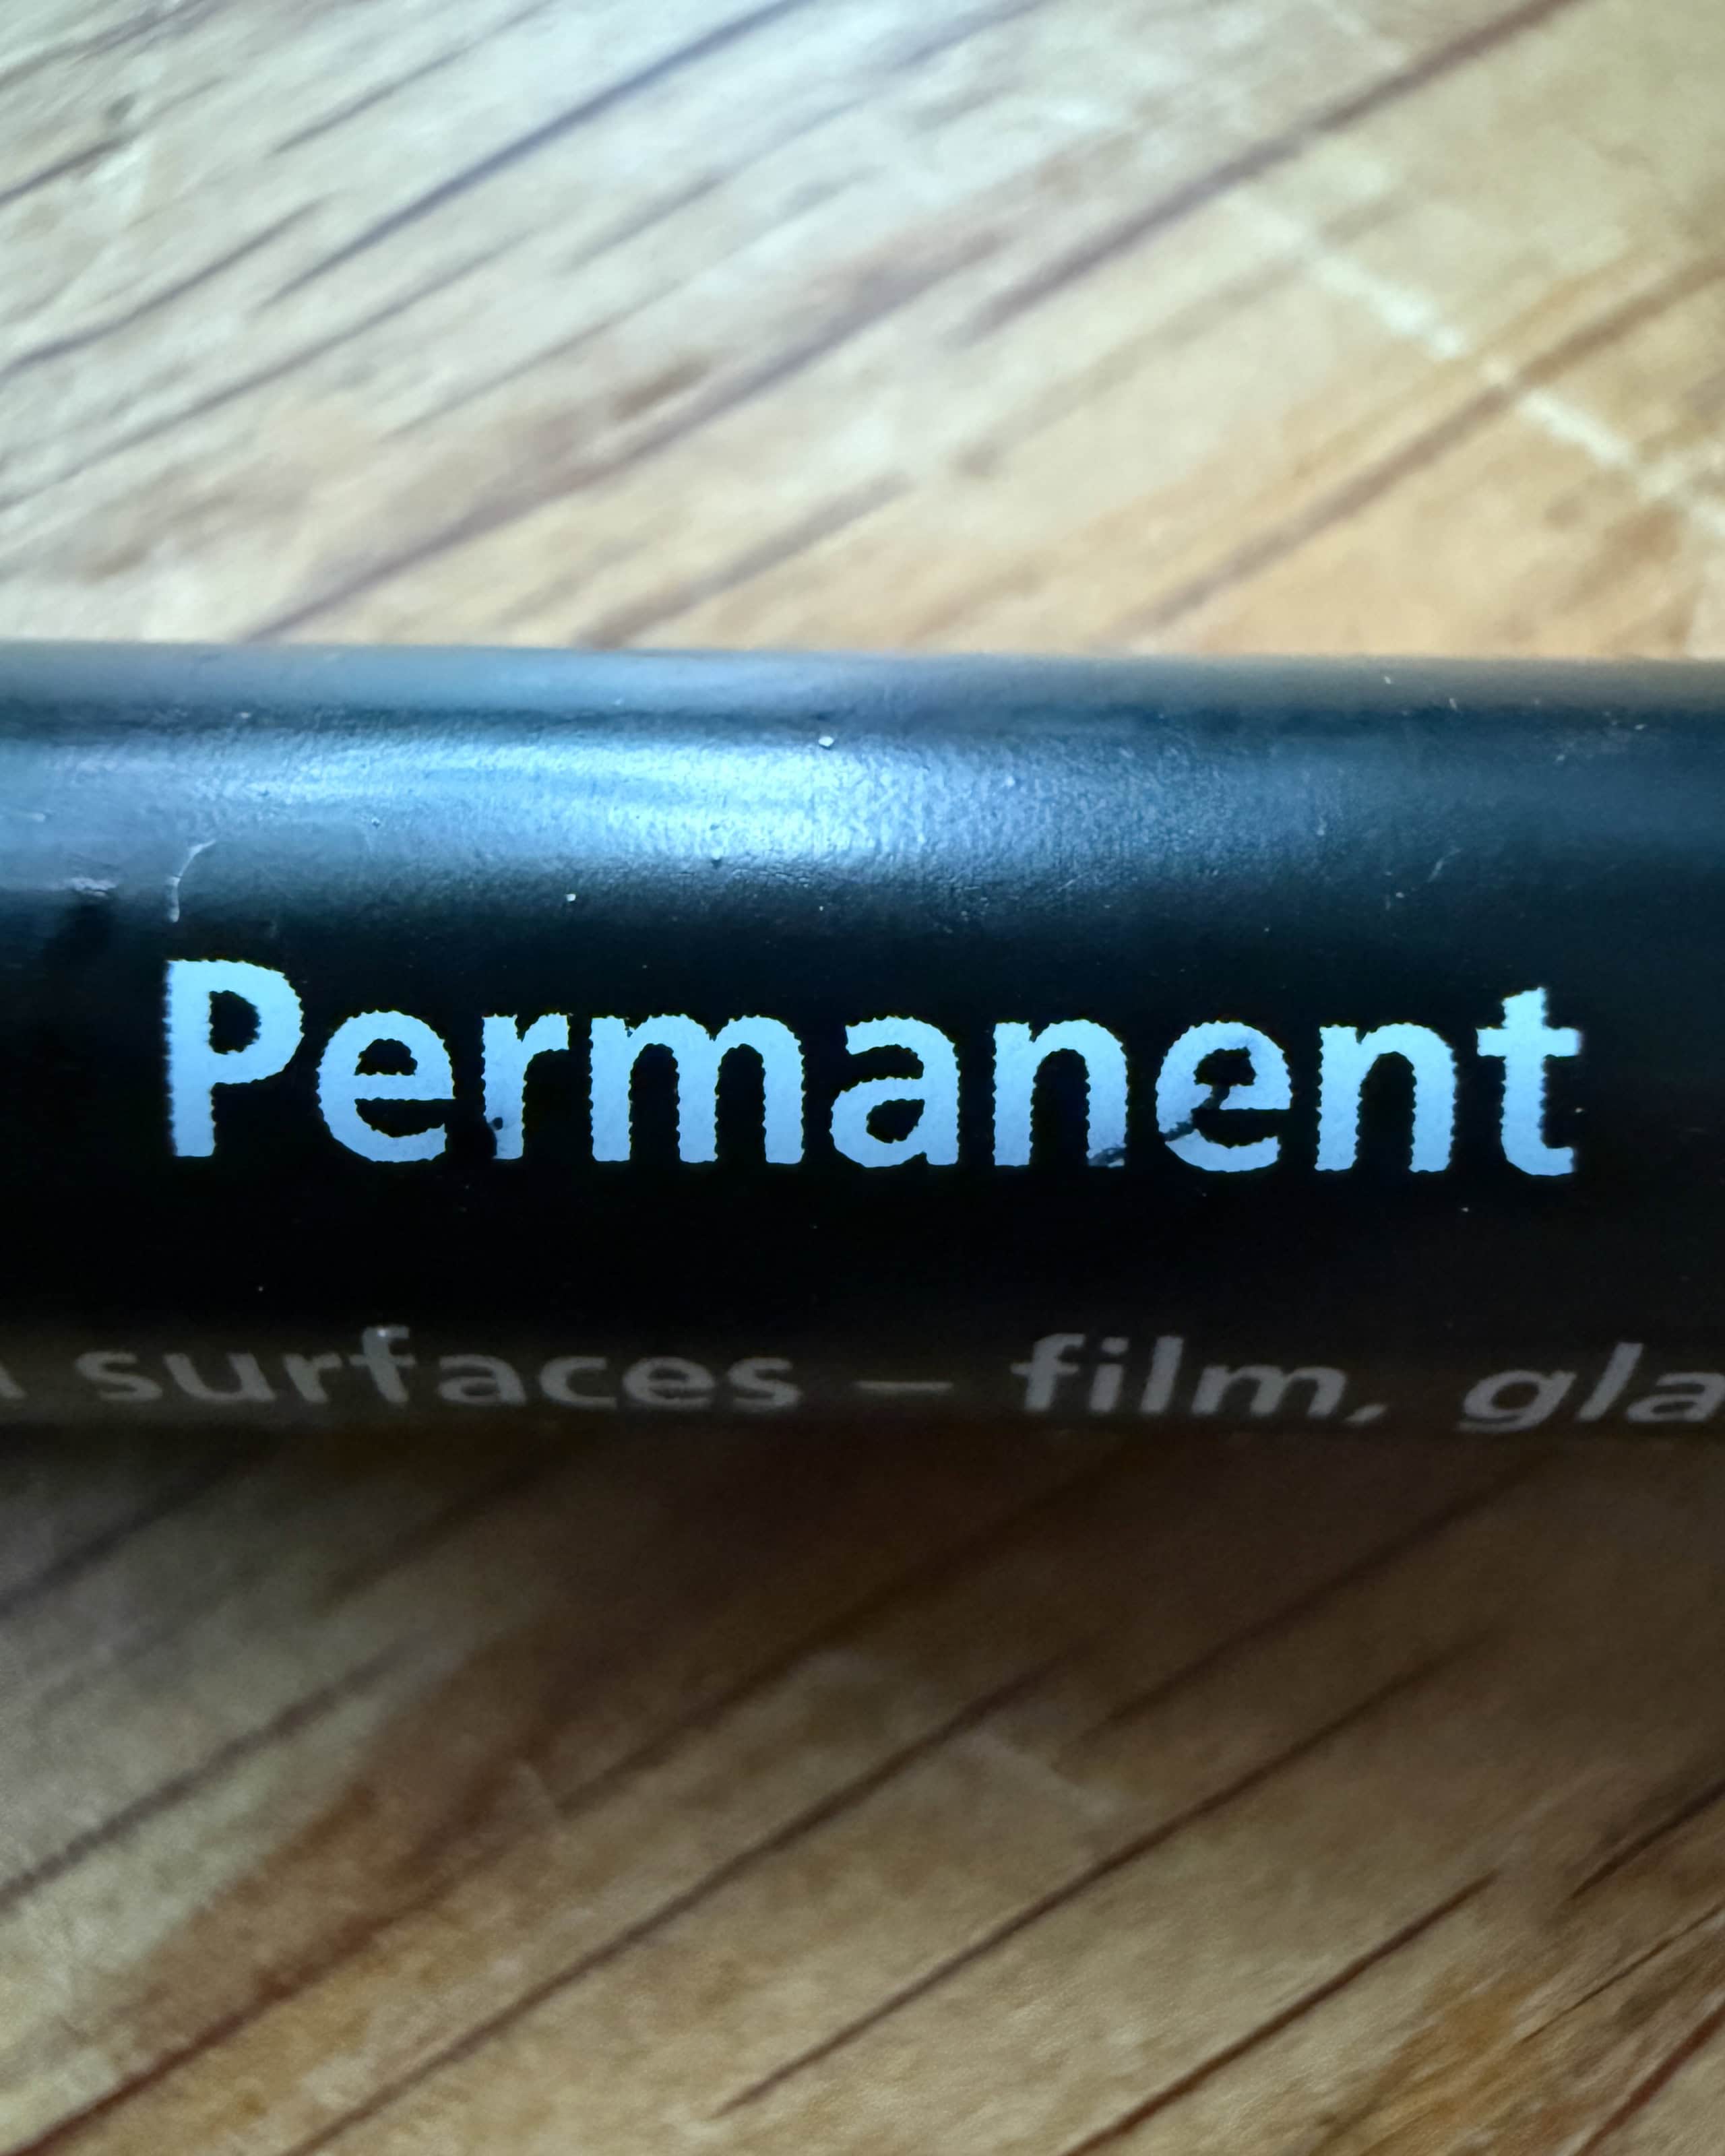 Permanent
surfaces – film,